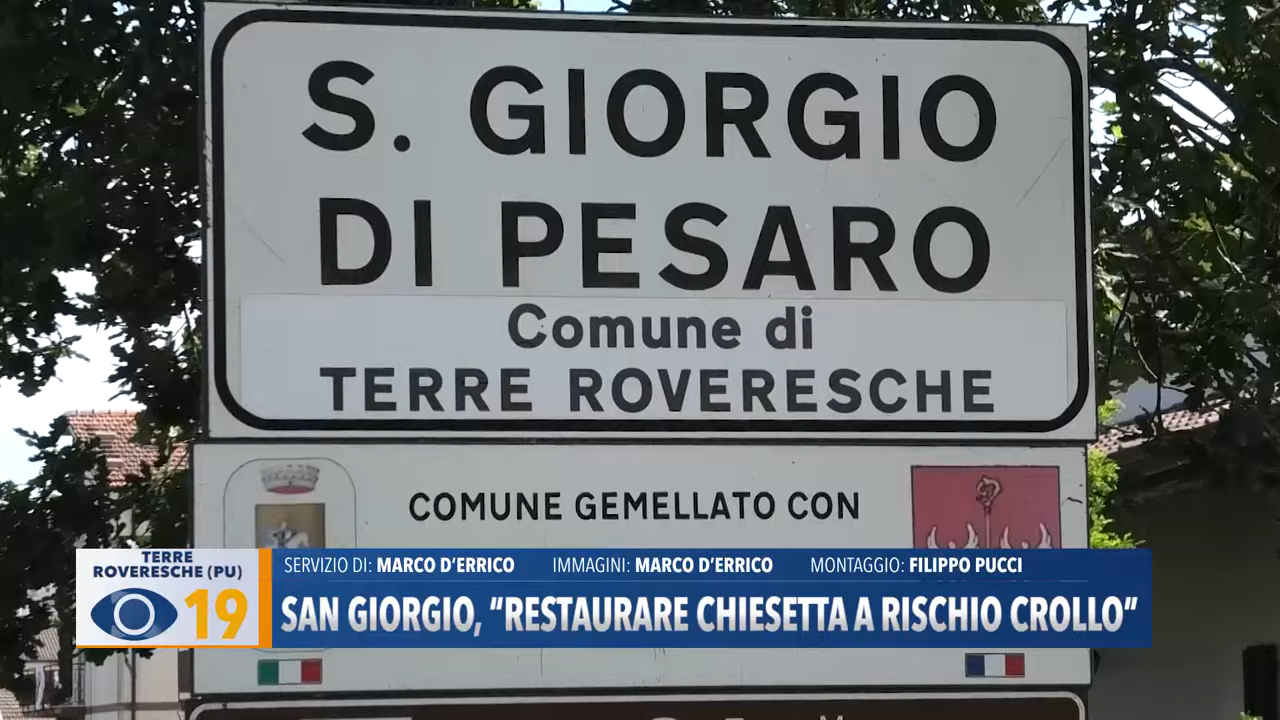 S. GIORGIO
DI PESARO
Comune di
TERRE ROVERESCHE
COMUNE GEMELLATO CON
TERRE
ROVERESCHE (PU)
19
SERVIZIO DI: MARCO D'ERRICO IMMAGINI: MARCO D'ERRICO MONTAGGIO: FILIPPO PUCCI
SAN GIORGIO, “RESTAURARE CHIESETTA A RISCHIO CROLLO”